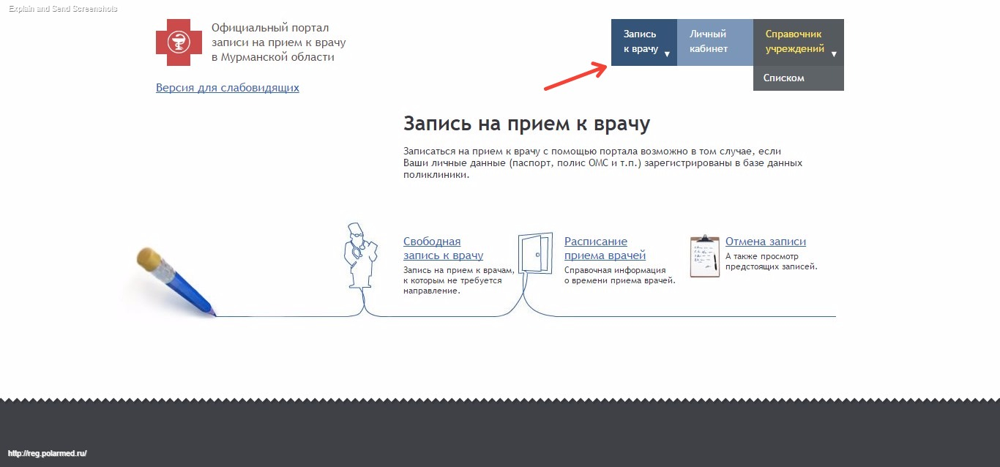 Explain and Send Screenshots
Официальный портал
записи на прием к врачу
в Мурманской области
Версия для слабовидящих
Запись
к врачу
Личный
кабинет
Справочник
учреждений
Списком
Запись на прием к врачу
Записаться на прием к врачу с помощью портала возможно в том случае, если
Ваши личные данные (паспорт, полис ОМС и т.п.) зарегистрированы в базе данных
поликлиники.
Свободная
запись к врачу
Запись на прием к врачам,
к которым не требуется
направление.
Расписание
приема врачей
Справочная информация
о времени приема врачей.
Отмена записи
А также просмотр
предстоящих записей.
http://reg.polarmed.ru/